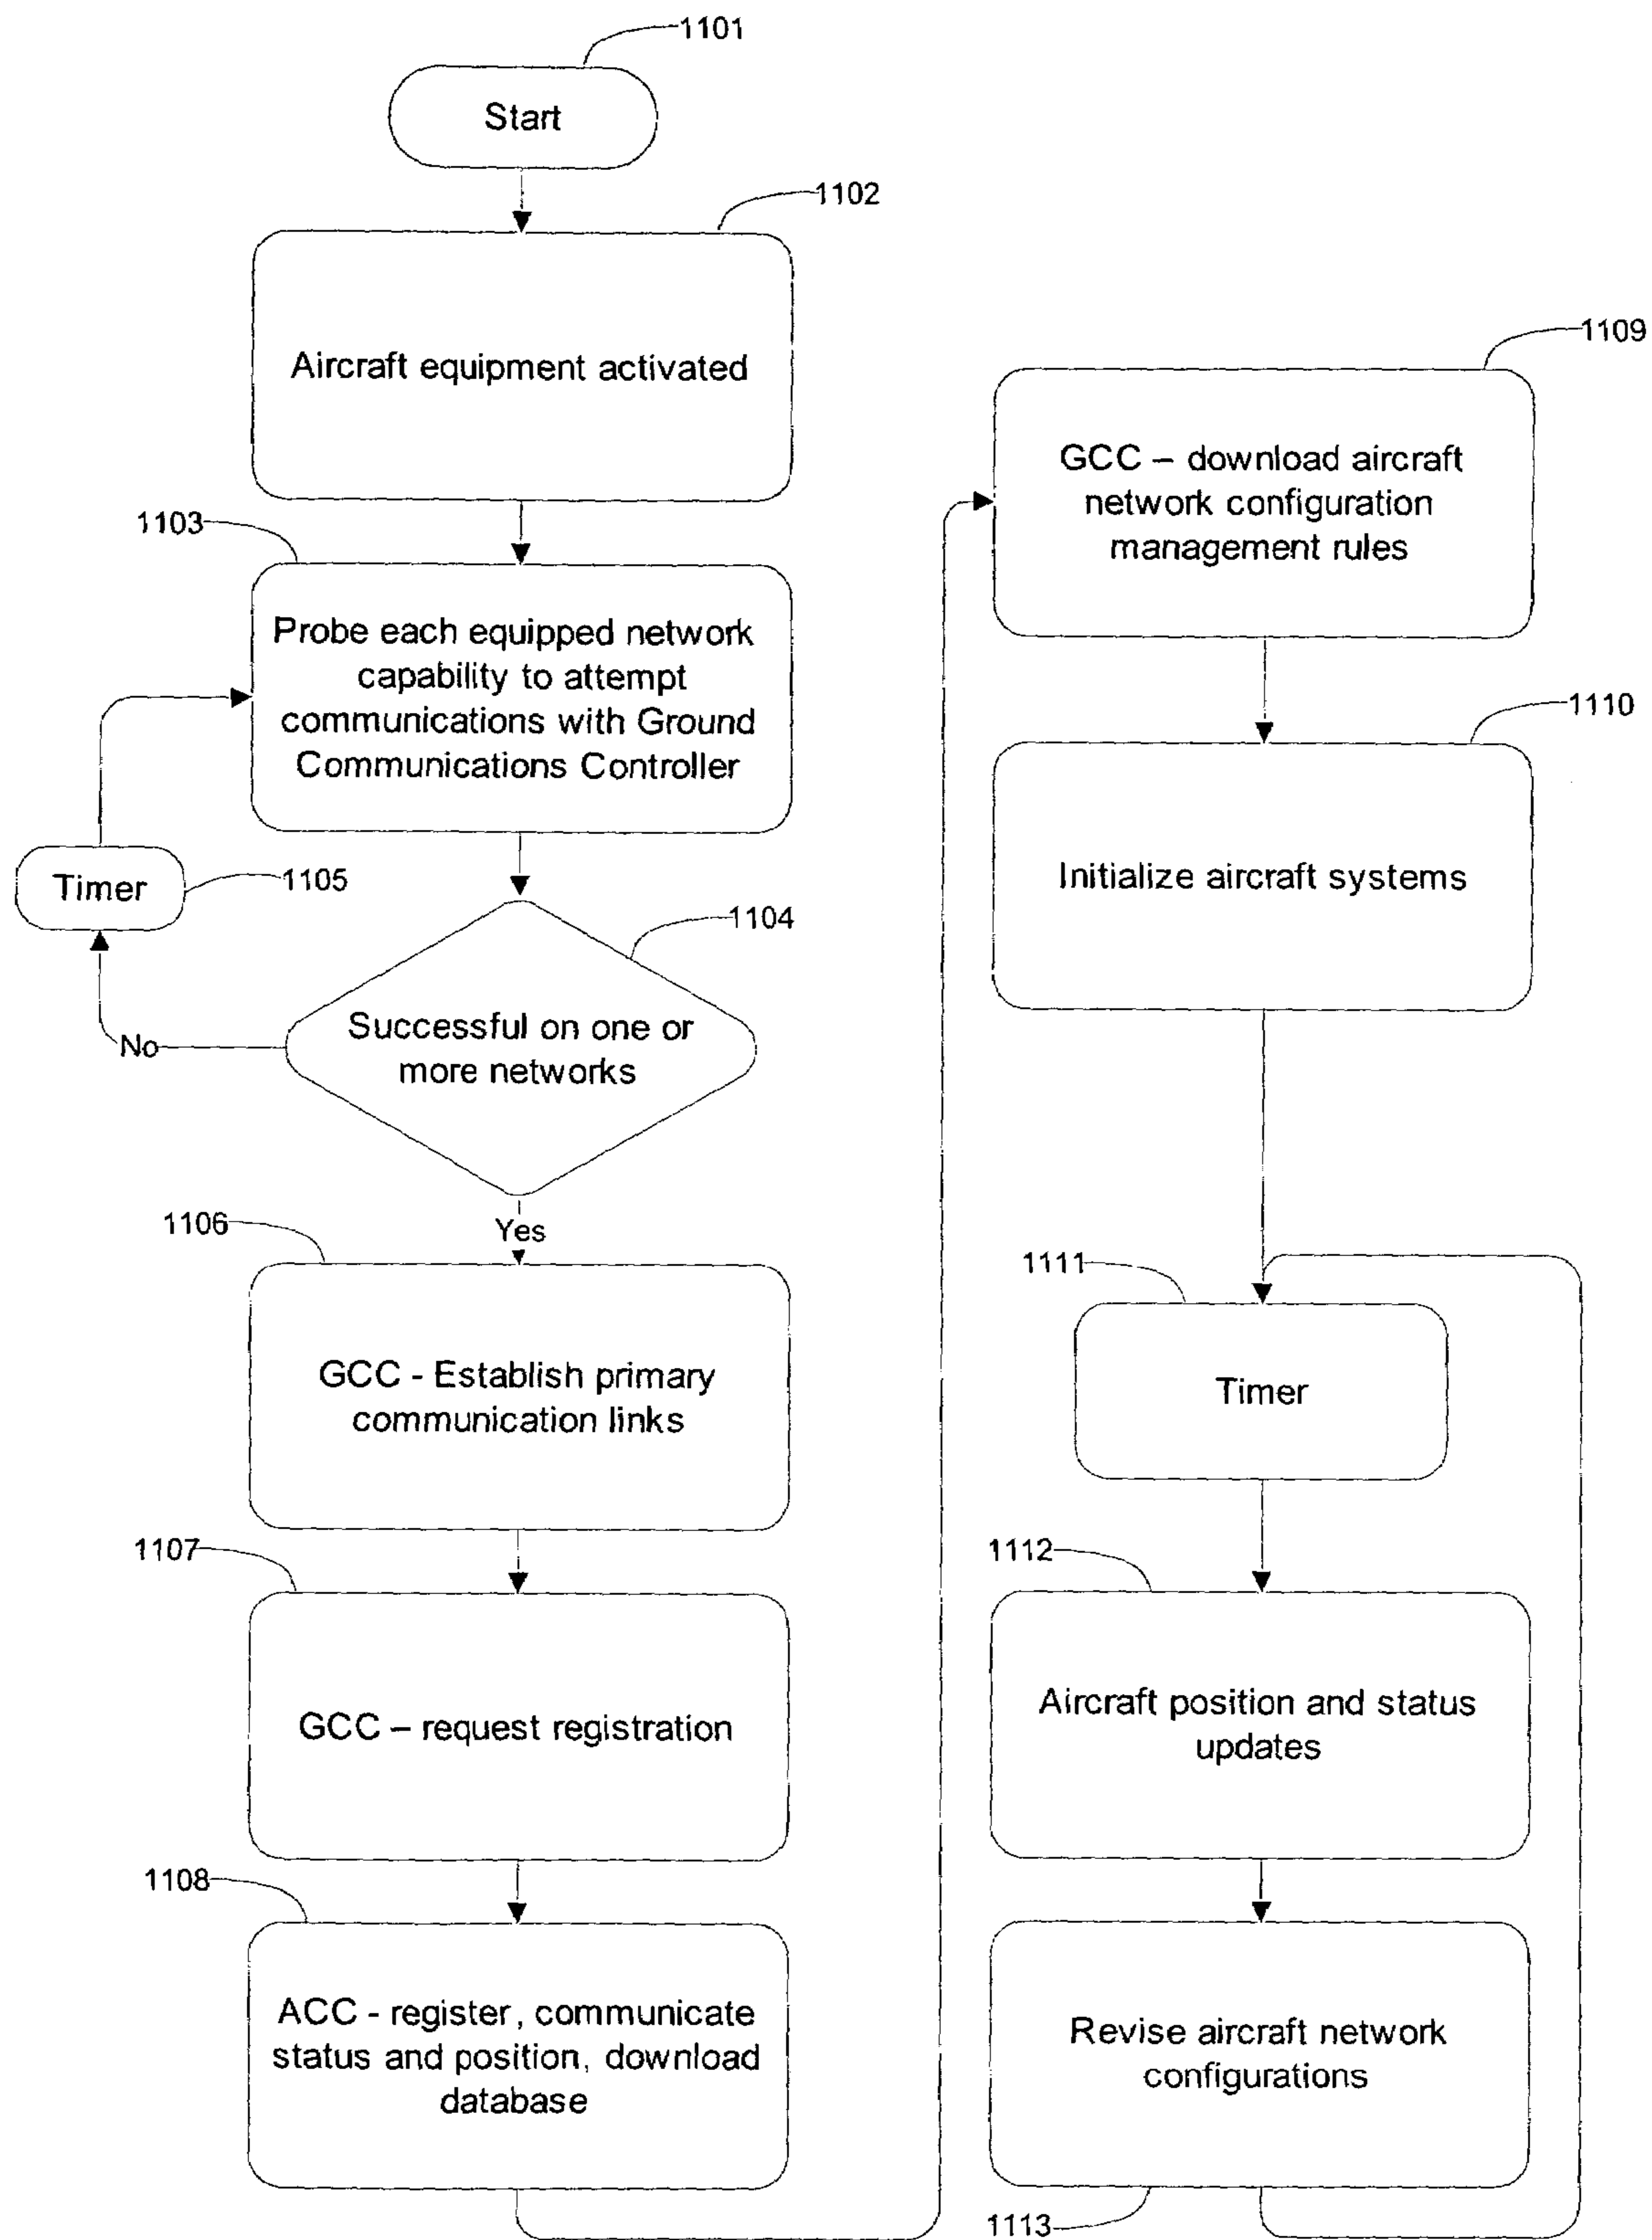 1101
Start
1102
Aircraft equipment activated
1103
Probe each equipped network
capability to attempt
communications with Ground
Communications Controller
Timer
1105
1104
Successful on one or
more networks
No
Yes
1106
GCC - Establish primary
communication links
1107
GCC – request registration
1108
ACC - register, communicate
status and position, download
database
1109
GCC – download aircraft
network configuration
management rules
1110
Initialize aircraft systems
1111
Timer
1112
Aircraft position and status
updates
Revise aircraft network
configurations
1113